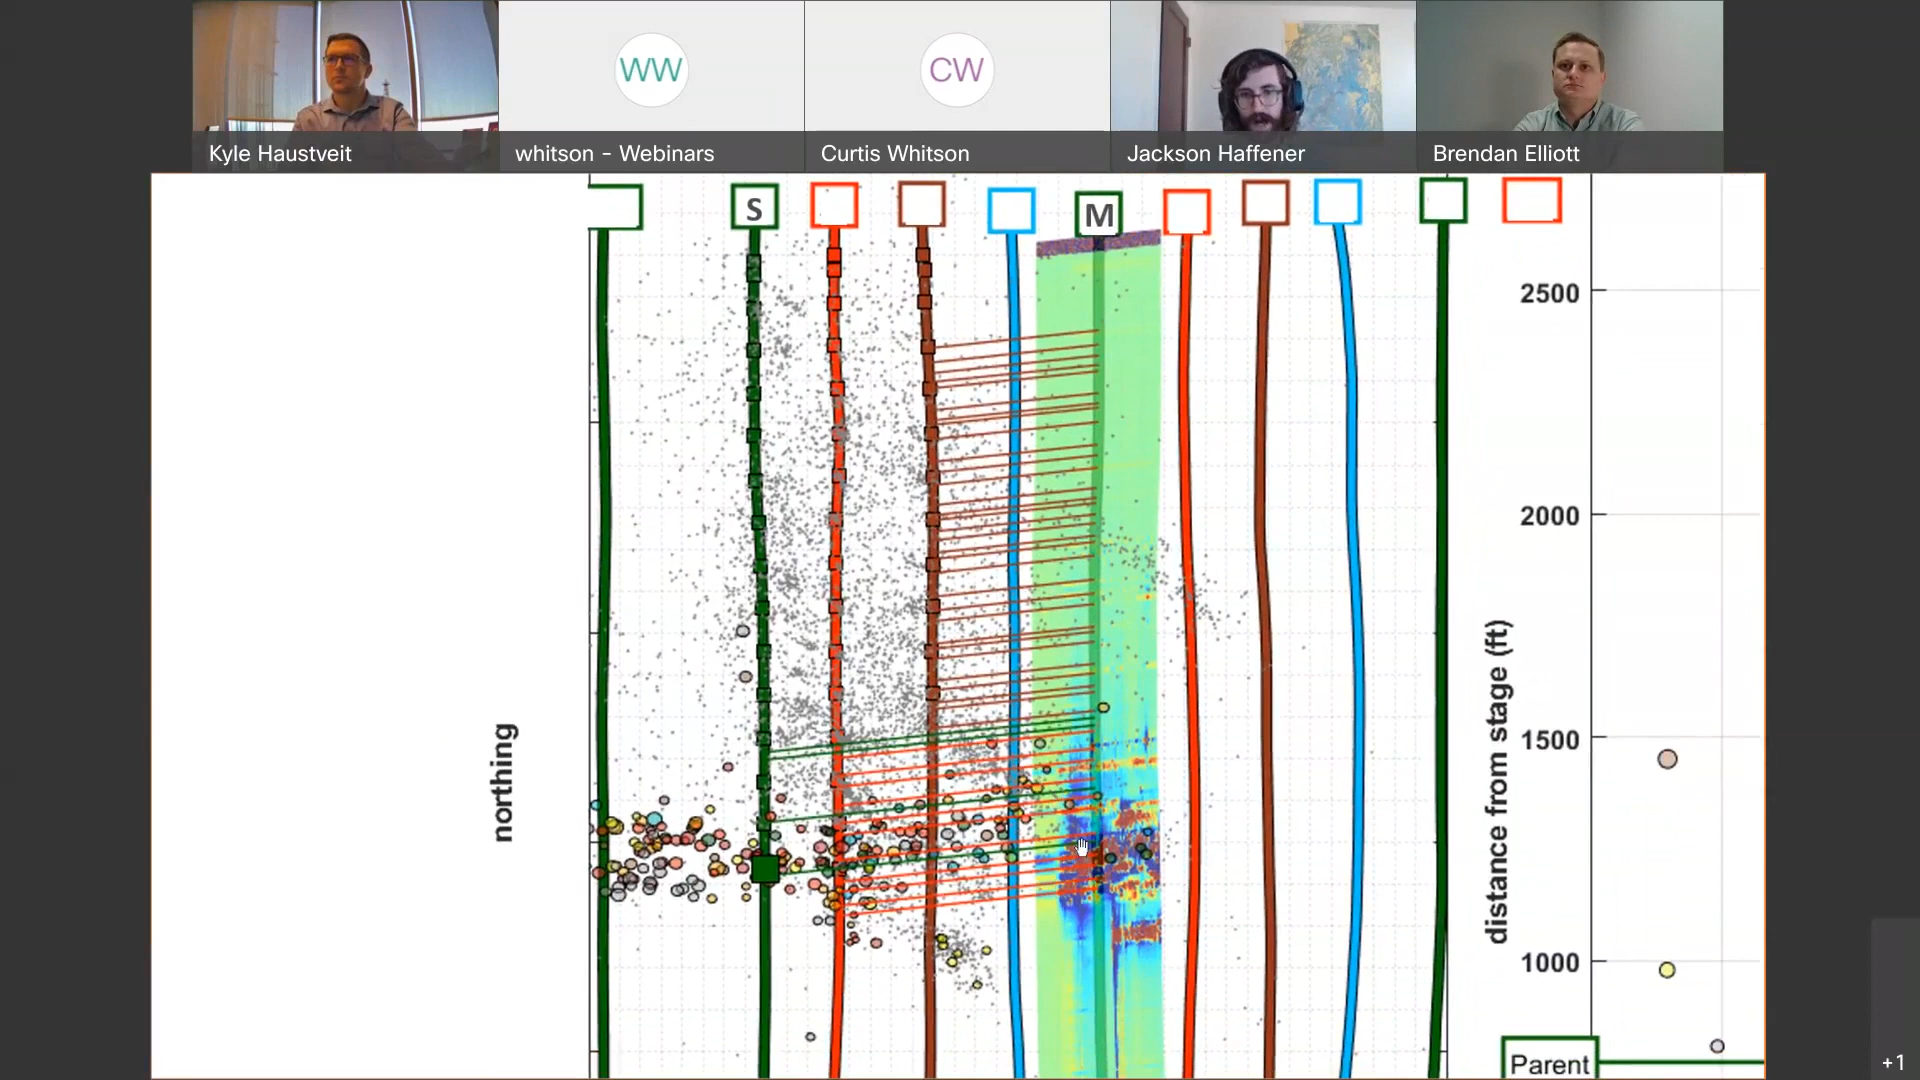 WW
CW
Kyle Haustveit
whitson - Webinars
Curtis Whitson
Jackson Haffener
Brendan Elliott
S
M
northing
distance from stage (ft)
2500
2000
1500
1000
Parent
+1